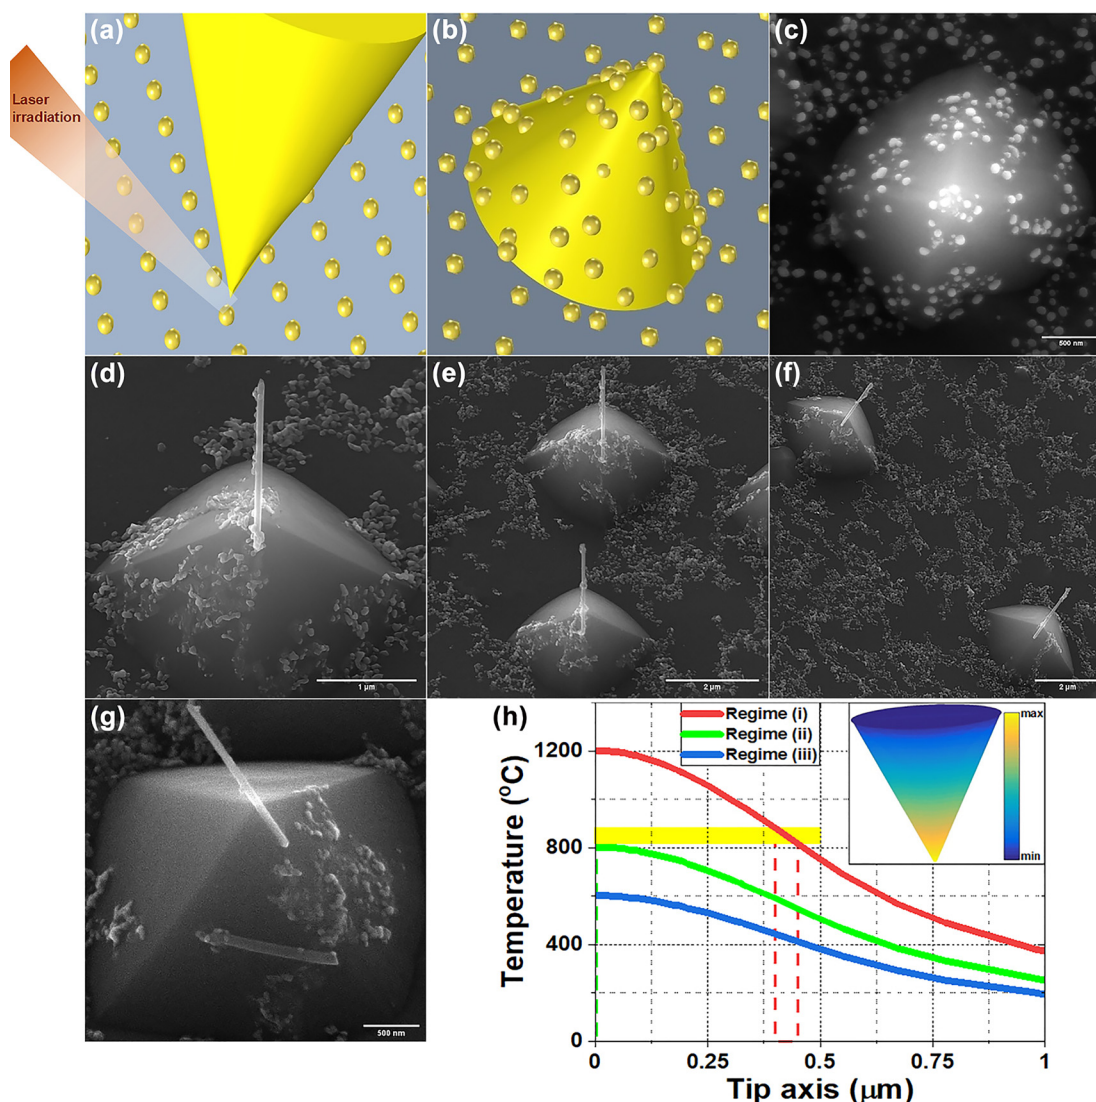 (a)
Laser
irradiation
(b)
(c)
500 nm
(d)
1 µm
(e)
2 µm
(f)
2 µm
(g)
500 nm
(h)
Regime (i)
Regime (ii)
Regime (iii)
max
min
Temperature (°C)
1200
800
400
0
0
0.25
0.5
0.75
1
Tip axis (µm)